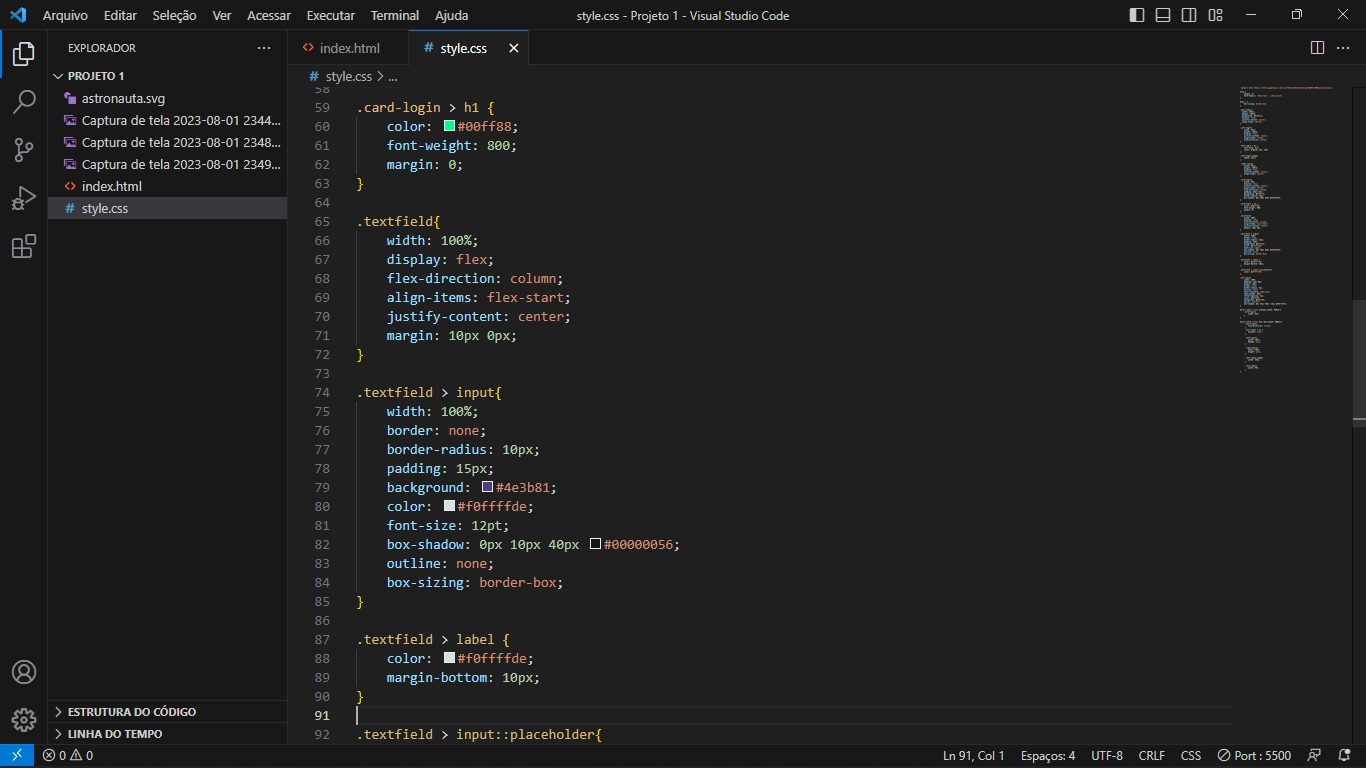 Arquivo Editar Seleção Ver Acessar Executar Terminal Ajuda
style.css - Projeto 1 - Visual Studio Code
EXPLORADOR
PROJETO 1
astronauta.svg
Captura de tela 2023-08-01 2344...
Captura de tela 2023-08-01 2348...
Captura de tela 2023-08-01 2349...
index.html
# style.css
ESTRUTURA DO CÓDIGO
LINHA DO TEMPO
index.html
# style.css
# style.css > ...
58
59 .card-login > h1 {
60 color: #00ff88;
61 font-weight: 800;
62 margin: 0;
63 }
64
65 .textfield{
66 width: 100%;
67 display: flex;
68 flex-direction: column;
69 align-items: flex-start;
70 justify-content: center;
71 margin: 10px 0px;
72 }
73
74 .textfield > input{
75 width: 100%;
76 border: none;
77 border-radius: 10px;
78 padding: 15px;
79 background: #4e3b81;
80 color: #f0ffffde;
81 font-size: 12pt;
82 box-shadow: 0px 10px 40px #00000056;
83 outline: none;
84 box-sizing: border-box;
85 }
86
87 .textfield > label {
88 color: #f0ffffde;
89 margin-bottom: 10px;
90 }
91
92 .textfield > input::placeholder{
0 0
Ln 91, Col 1 Espaços: 4 UTF-8 CRLF CSS Port : 5500